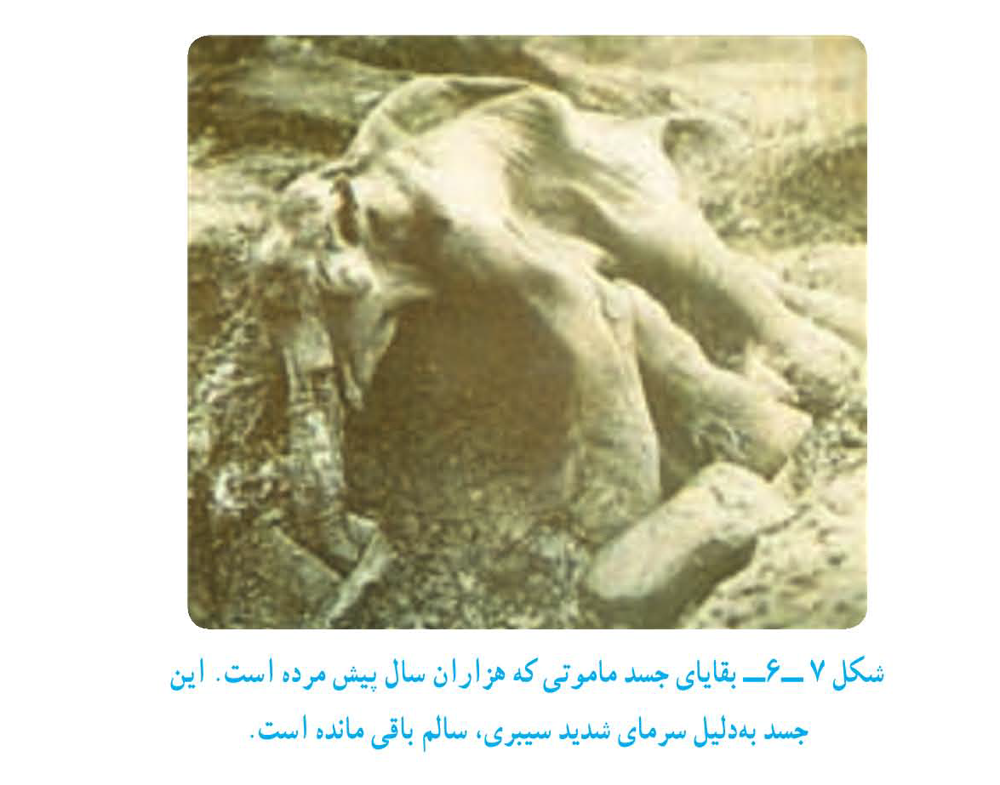 شکل ۷ــ۶ــ بقایای جسد ماموتی که هزاران سال پیش مرده است. این
جسد به‌دلیل سرمای شدید سیبری، سالم باقی مانده است.